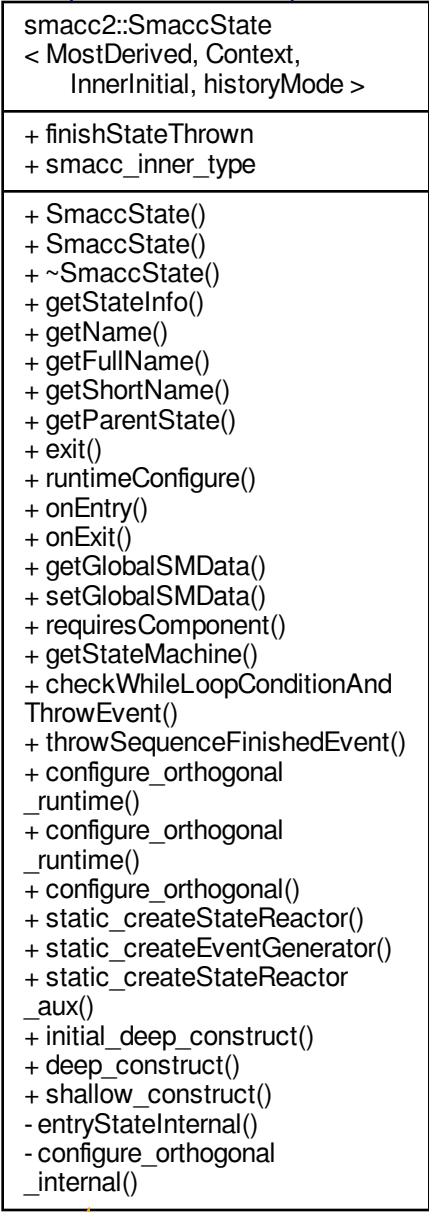 smacc2::SmaccState
< MostDerived, Context,
InnerInitial, historyMode >
+ finishStateThrown
+ smacc_inner_type
+ SmaccState()
+ SmaccState()
+ ~SmaccState()
+ getStateInfo()
+ getName()
+ getFullName()
+ getShortName()
+ getParentState()
+ exit()
+ runtimeConfigure()
+ onEntry()
+ onExit()
+ getGlobalSMData()
+ setGlobalSMData()
+ requiresComponent()
+ getStateMachine()
+ checkWhileLoopConditionAnd
ThrowEvent()
+ throwSequenceFinishedEvent()
+ configure_orthogonal
_runtime()
+ configure_orthogonal
_runtime()
+ configure_orthogonal()
+ static_createStateReactor()
+ static_createEventGenerator()
+ static_createStateReactor
_aux()
+ initial_deep_construct()
+ deep_construct()
+ shallow_construct()
- entryStateInternal()
- configure_orthogonal
_internal()